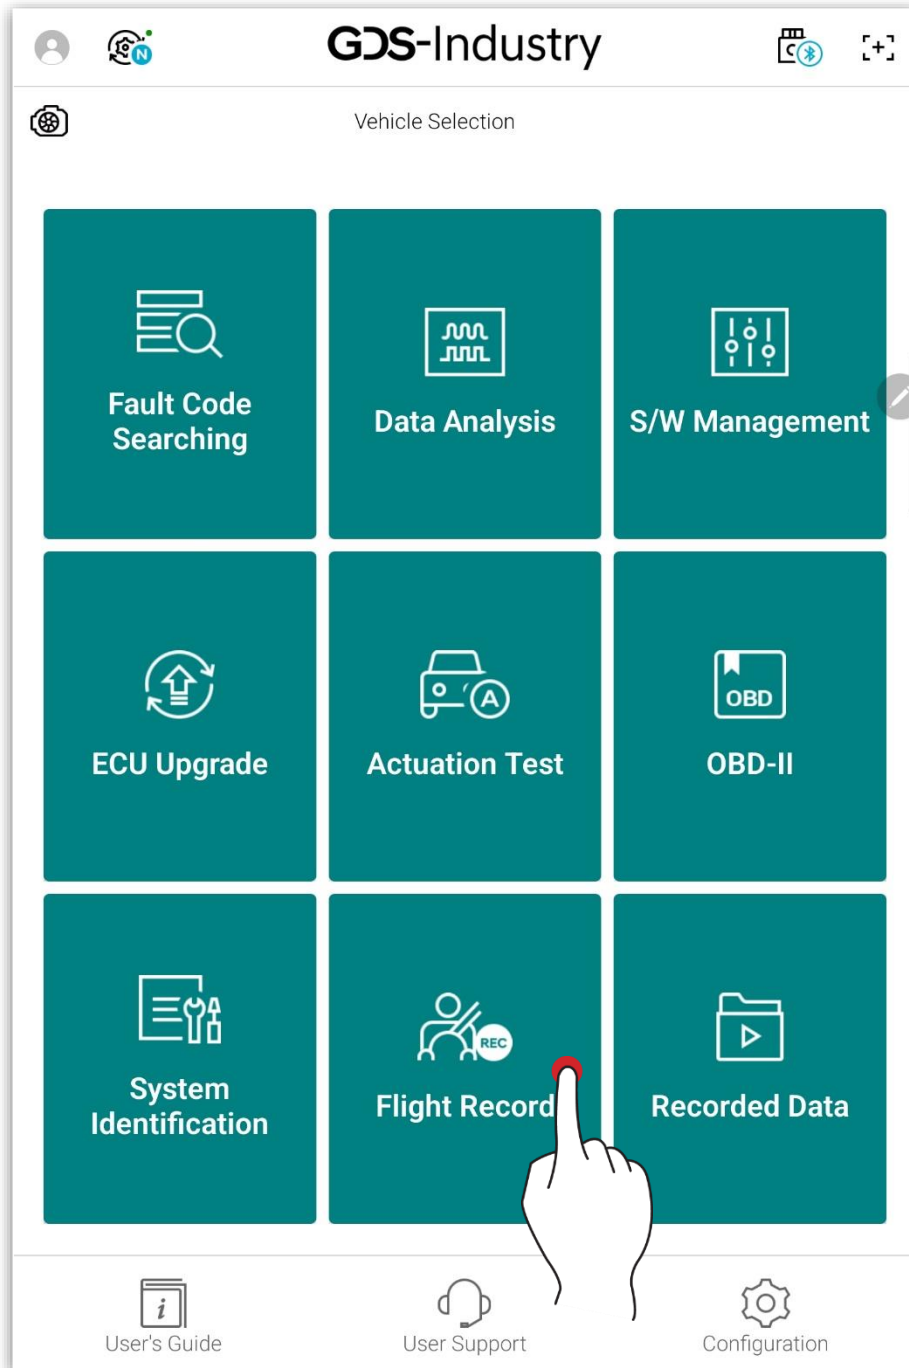 N
GDS-Industry
C
Vehicle Selection
Fault Code
Searching
Data Analysis
S/W Management
ECU Upgrade
A
Actuation Test
OBD
OBD-II
System
Identification
REC
Flight Record
Recorded Data
i
User's Guide
User Support
Configuration